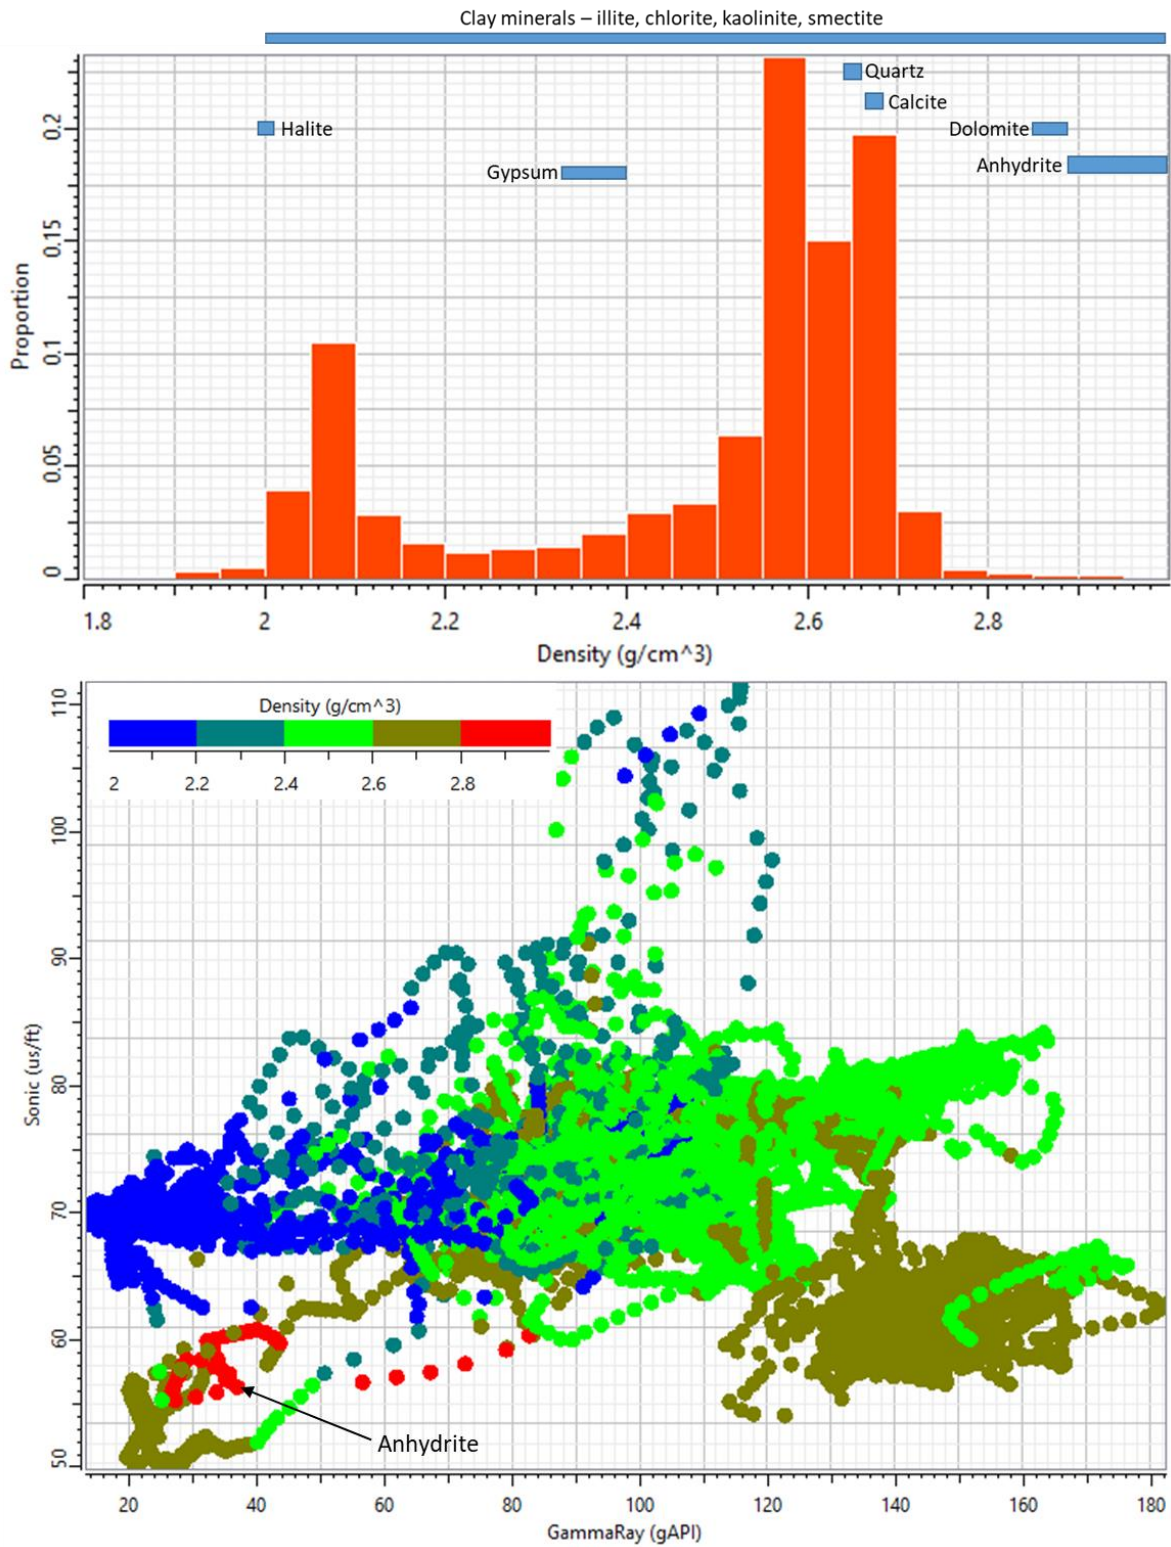 Clay minerals – illite, chlorite, kaolinite, smectite
Quartz
Calcite
Halite
Dolomite
Gypsum
Anhydrite
Proportion
0.2
0.15
0.1
0.05
0
1.8 2 2.2 2.4 2.6 2.8
Density (g/cm^3)
Density (g/cm^3)
2 2.2 2.4 2.6 2.8
Sonic (us/ft)
110
100
90
80
70
60
50
Anhydrite
20 40 60 80 100 120 140 160 180
GammaRay (gAPI)